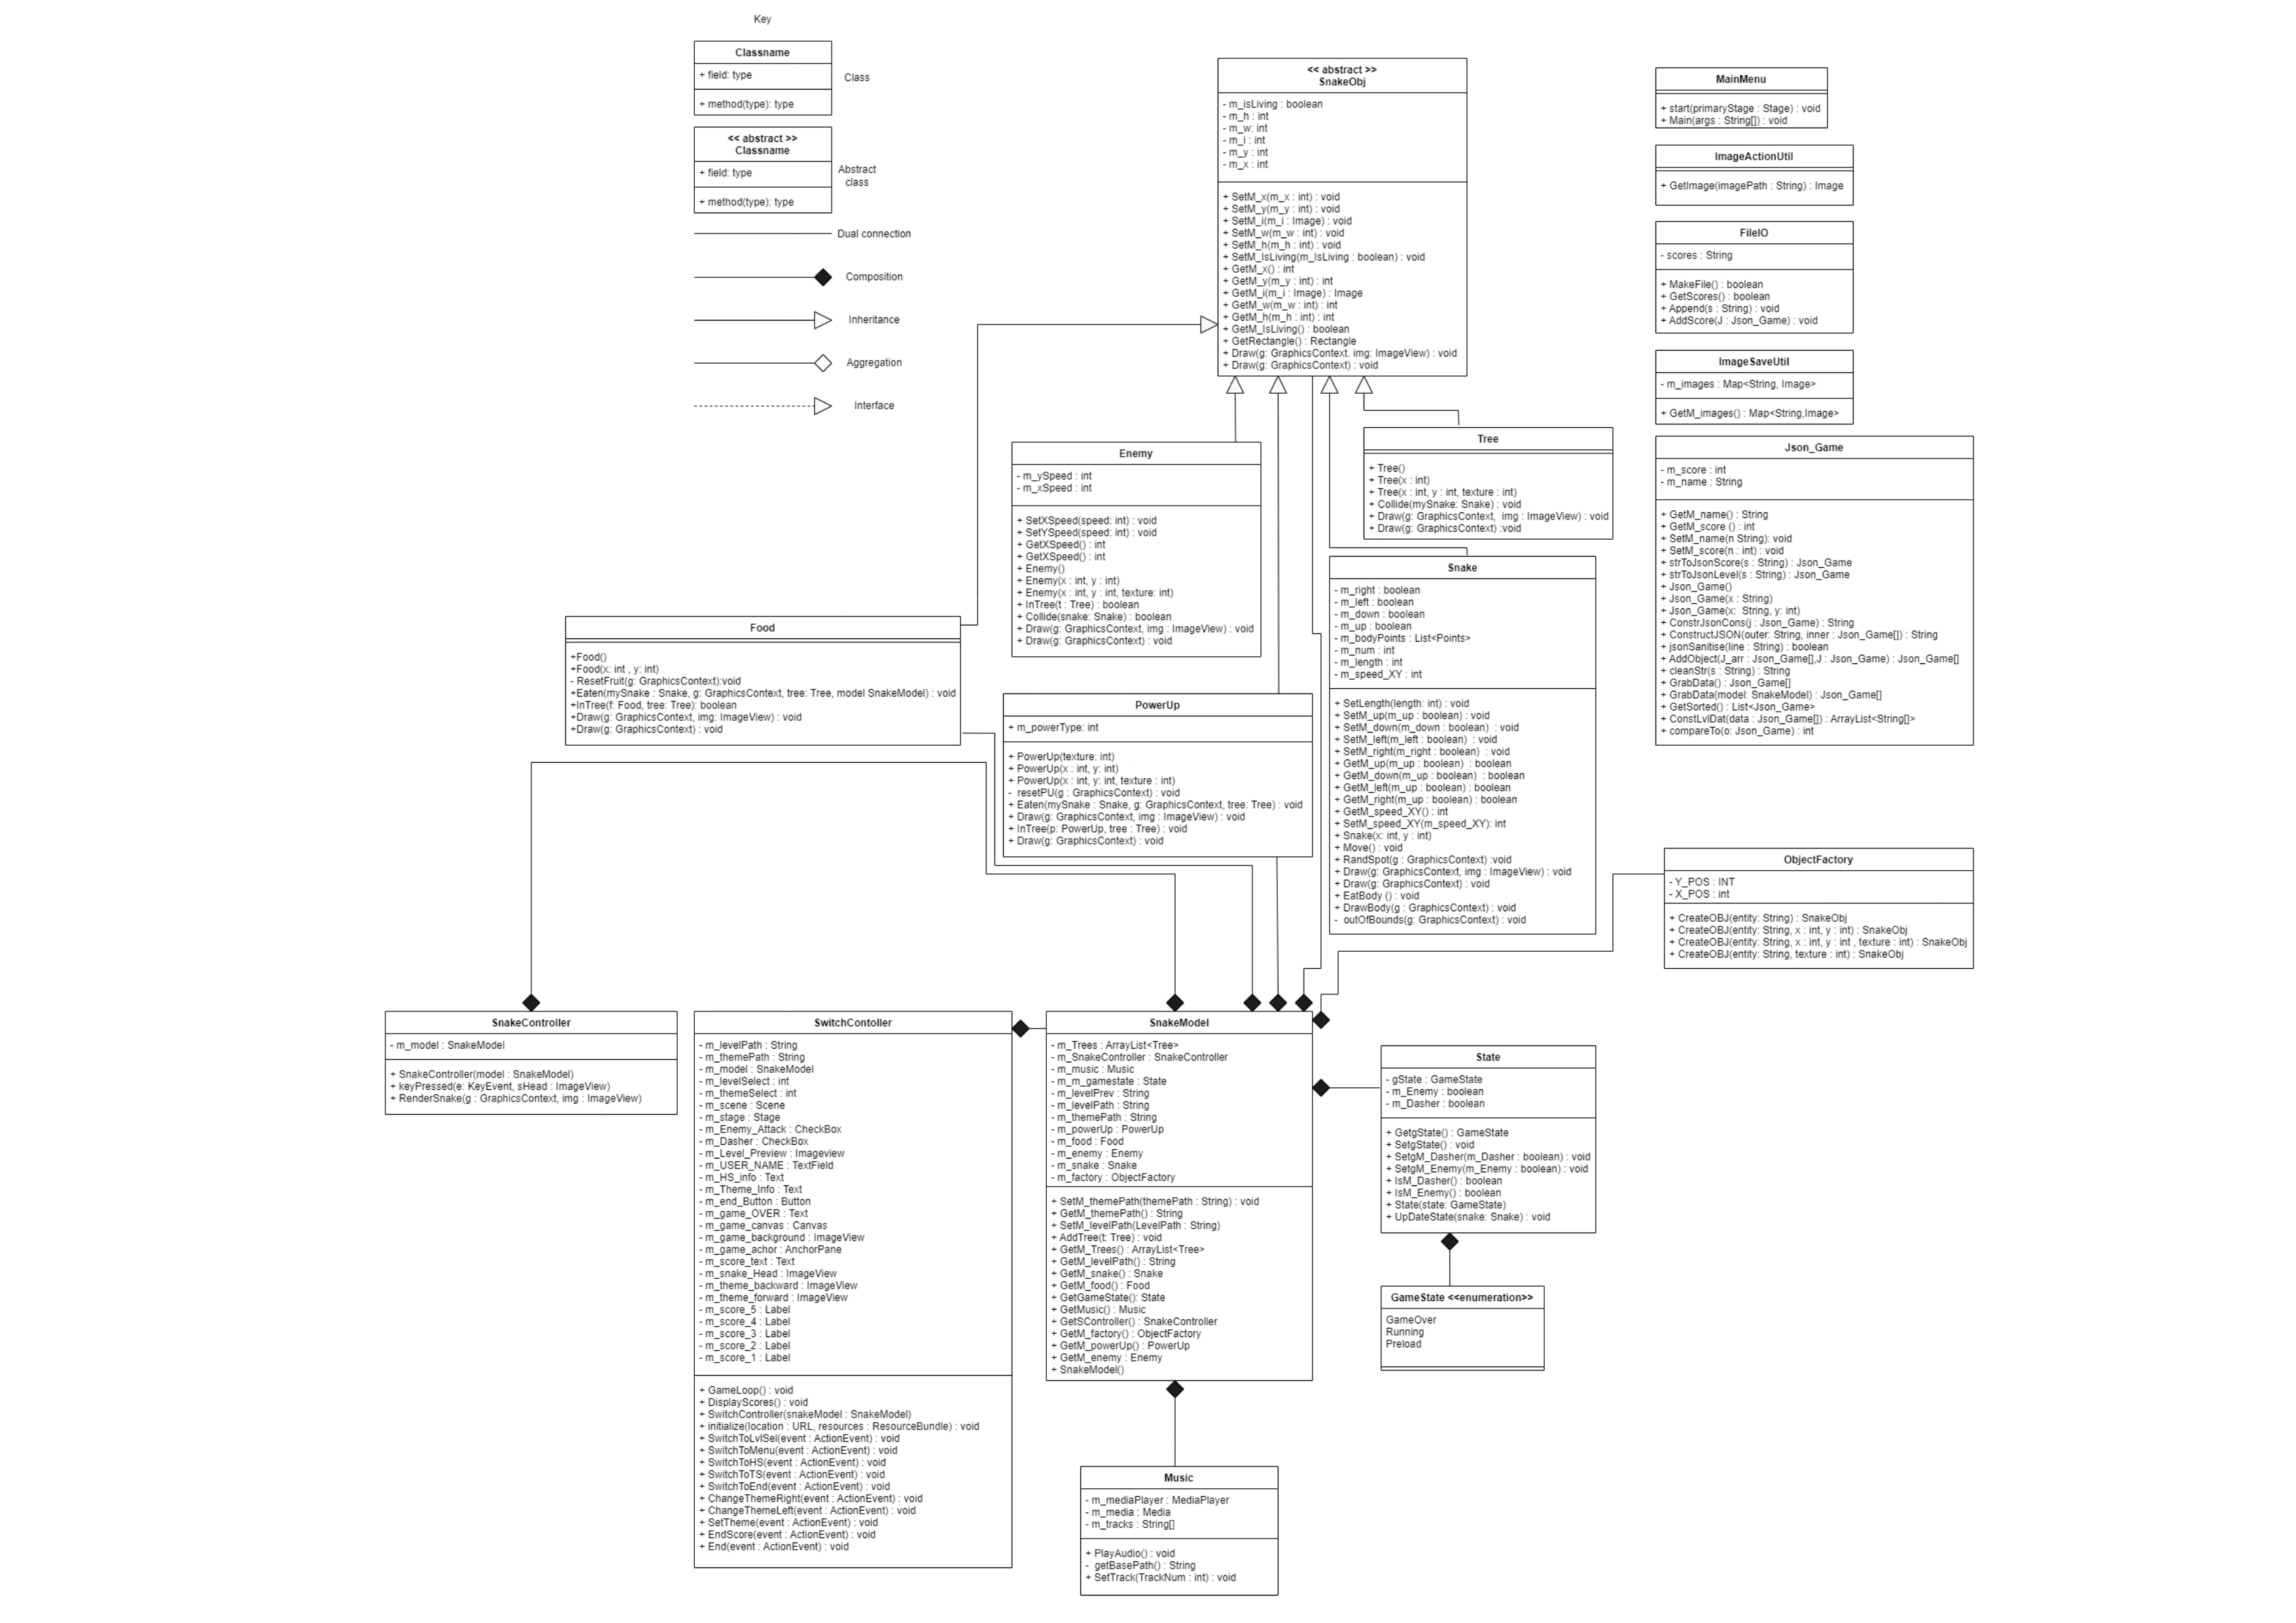 Key
Classname
+ field: type
+ method(type): type
Class
<< abstract >>
Classname
+ field: type
+ method(type): type
Abstract
class
Dual connection
Composition
Inheritance
Aggregation
Interface
<< abstract >>
SnakeObj
- m_isLiving : boolean
- m_h : int
- m_w: int
- m_i : int
- m_y : int
- m_x : int
+ SetM_x(m_x : int) : void
+ SetM_y(m_y : int) : void
+ SetM_i(m_i : Image) : void
+ SetM_w(m_w : int) : void
+ SetM_h(m_h : int) : void
+ SetM_IsLiving(m_IsLiving : boolean) : void
+ GetM_x() : int
+ GetM_y(m_y : int) : int
+ GetM_i(m_i : Image) : Image
+ GetM_w(m_w : int) : int
+ GetM_h(m_h : int) : int
+ GetM_IsLiving() : boolean
+ GetRectangle() : Rectangle
+ Draw(g: GraphicsContext, img: ImageView) : void
+ Draw(g: GraphicsContext) : void
MainMenu
+ start(primaryStage : Stage) : void
+ Main(args : String[]) : void
ImageActionUtil
+ GetImage(imagePath : String) : Image
FileIO
- scores : String
+ MakeFile() : boolean
+ GetScores() : boolean
+ Append(s : String) : void
+ AddScore(J : Json_Game) : void
ImageSaveUtil
- m_images : Map<String, Image>
+ GetM_images() : Map<String,Image>
Json_Game
- m_score : int
- m_name : String
+ GetM_name() : String
+ GetM_score () : int
+ SetM_name(n String): void
+ SetM_score(n : int) : void
+ strToJsonScore(s : String) : Json_Game
+ strToJsonLevel(s : String) : Json_Game
+ Json_Game()
+ Json_Game(x : String)
+ Json_Game(x: String, y: int)
+ ConstrJsonCons(j : Json_Game) : String
+ ConstructJSON(outer: String, inner : Json_Game[]) : String
+ jsonSanitise(line : String) : boolean
+ AddObject(J_arr : Json_Game[],J : Json_Game) : Json_Game[]
+ cleanStr(s : String) : String
+ GrabData() : Json_Game[]
+ GrabData(model: SnakeModel) : Json_Game[]
+ GetSorted() : List<Json_Game>
+ ConstLvlDat(data : Json_Game[]) : ArrayList<String[]>
+ compareTo(o: Json_Game) : int
Tree
+ Tree()
+ Tree(x : int)
+ Tree(x : int, y : int, texture : int)
+ Collide(mySnake: Snake) : void
+ Draw(g: GraphicsContext, img : ImageView) : void
+ Draw(g: GraphicsContext) :void
Enemy
- m_ySpeed : int
- m_xSpeed : int
+ SetXSpeed(speed: int) : void
+ SetYSpeed(speed: int) : void
+ GetXSpeed() : int
+ GetXSpeed() : int
+ Enemy()
+ Enemy(x : int, y : int)
+ Enemy(x : int, y : int, texture: int)
+ InTree(t : Tree) : boolean
+ Collide(snake: Snake) : boolean
+ Draw(g: GraphicsContext, img : ImageView) : void
+ Draw(g: GraphicsContext) : void
Snake
- m_right : boolean
- m_left : boolean
- m_down : boolean
- m_up : boolean
- m_bodyPoints : List<Points>
- m_num : int
- m_length : int
- m_speed_XY : int
+ SetLength(length: int) : void
+ SetM_up(m_up : boolean) : void
+ SetM_down(m_down : boolean) : void
+ SetM_left(m_left : boolean) : void
+ SetM_right(m_right : boolean) : void
+ GetM_up(m_up : boolean) : boolean
+ GetM_down(m_up : boolean) : boolean
+ GetM_left(m_up : boolean) : boolean
+ GetM_right(m_up : boolean) : boolean
+ GetM_speed_XY() : int
+ SetM_speed_XY(m_speed_XY): int
+ Snake(x: int, y : int)
+ Move() : void
+ RandSpot(g : GraphicsContext) :void
+ Draw(g: GraphicsContext, img : ImageView) : void
+ Draw(g: GraphicsContext) : void
+ EatBody () : void
+ DrawBody(g : GraphicsContext) : void
- outOfBounds(g: GraphicsContext) : void
Food
+Food()
+Food(x: int , y: int)
- ResetFruit(g: GraphicsContext):void
+Eaten(mySnake : Snake, g: GraphicsContext, tree: Tree, model SnakeModel) : void
+InTree(f: Food, tree: Tree): boolean
+Draw(g: GraphicsContext, img: ImageView) : void
+Draw(g: GraphicsContext) : void
PowerUp
+ m_powerType: int
+ PowerUp(texture: int)
+ PowerUp(x : int, y: int)
+ PowerUp(x : int, y: int, texture : int)
- resetPU(g : GraphicsContext) : void
+ Eaten(mySnake : Snake, g: GraphicsContext, tree: Tree) : void
+ Draw(g: GraphicsContext, img : ImageView) : void
+ InTree(p: PowerUp, tree : Tree) : void
+ Draw(g: GraphicsContext) : void
ObjectFactory
- Y_POS : INT
- X_POS : int
+ CreateOBJ(entity: String) : SnakeObj
+ CreateOBJ(entity: String, x : int, y : int) : SnakeObj
+ CreateOBJ(entity: String, x : int, y : int , texture : int) : SnakeObj
+ CreateOBJ(entity: String, texture : int) : SnakeObj
SnakeController
- m_model : SnakeModel
+ SnakeController(model : SnakeModel)
+ keyPressed(e: KeyEvent, sHead : ImageView)
+ RenderSnake(g : GraphicsContext, img : ImageView)
SwitchContoller
- m_levelPath : String
- m_themePath : String
- m_model : SnakeModel
- m_levelSelect : int
- m_themeSelect : int
- m_scene : Scene
- m_stage : Stage
- m_Enemy_Attack : CheckBox
- m_Dasher : CheckBox
- m_Level_Preview : Imageview
- m_USER_NAME : TextField
- m_HS_info : Text
- m_Theme_Info : Text
- m_end_Button : Button
- m_game_OVER : Text
- m_game_canvas : Canvas
- m_game_background : ImageView
- m_game_achor : AnchorPane
- m_score_text : Text
- m_snake_Head : ImageView
- m_theme_backward : ImageView
- m_theme_forward : ImageView
- m_score_5 : Label
- m_score_4 : Label
- m_score_3 : Label
- m_score_2 : Label
- m_score_1 : Label
+ GameLoop() : void
+ DisplayScores() : void
+ SwitchController(snakeModel : SnakeModel)
+ initialize(location : URL, resources : ResourceBundle) : void
+ SwitchToLvlSel(event : ActionEvent) : void
+ SwitchToMenu(event : ActionEvent) : void
+ SwitchToHS(event : ActionEvent) : void
+ SwitchToTS(event : ActionEvent) : void
+ SwitchToEnd(event : ActionEvent) : void
+ ChangeThemeRight(event : ActionEvent) : void
+ ChangeThemeLeft(event : ActionEvent) : void
+ SetTheme(event : ActionEvent) : void
+ EndScore(event : ActionEvent) : void
+ End(event : ActionEvent) : void
SnakeModel
- m_Trees : ArrayList<Tree>
- m_SnakeController : SnakeController
- m_music : Music
- m_m_gamestate : State
- m_levelPrev : String
- m_levelPath : String
- m_themePath : String
- m_powerUp : PowerUp
- m_food : Food
- m_enemy : Enemy
- m_snake : Snake
- m_factory : ObjectFactory
+ SetM_themePath(themePath : String) : void
+ GetM_themePath() : String
+ SetM_levelPath(LevelPath : String)
+ AddTree(t: Tree) : void
+ GetM_Trees() : ArrayList<Tree>
+ GetM_levelPath() : String
+ GetM_snake() : Snake
+ GetM_food() : Food
+ GetGameState(): State
+ GetMusic() : Music
+ GetSController() : SnakeController
+ GetM_factory() : ObjectFactory
+ GetM_powerUp() : PowerUp
+ GetM_enemy : Enemy
+ SnakeModel()
State
- gState : GameState
- m_Enemy : boolean
- m_Dasher : boolean
+ GetgState() : GameState
+ SetgState() : void
+ SetgM_Dasher(m_Dasher : boolean) : void
+ SetgM_Enemy(m_Enemy : boolean) : void
+ IsM_Dasher() : boolean
+ IsM_Enemy() : boolean
+ State(state: GameState)
+ UpDateState(snake: Snake) : void
GameState <<enumeration>>
GameOver
Running
Preload
Music
- m_mediaPlayer : MediaPlayer
- m_media : Media
- m_tracks : String[]
+ PlayAudio() : void
- getBasePath() : String
+ SetTrack(TrackNum : int) : void